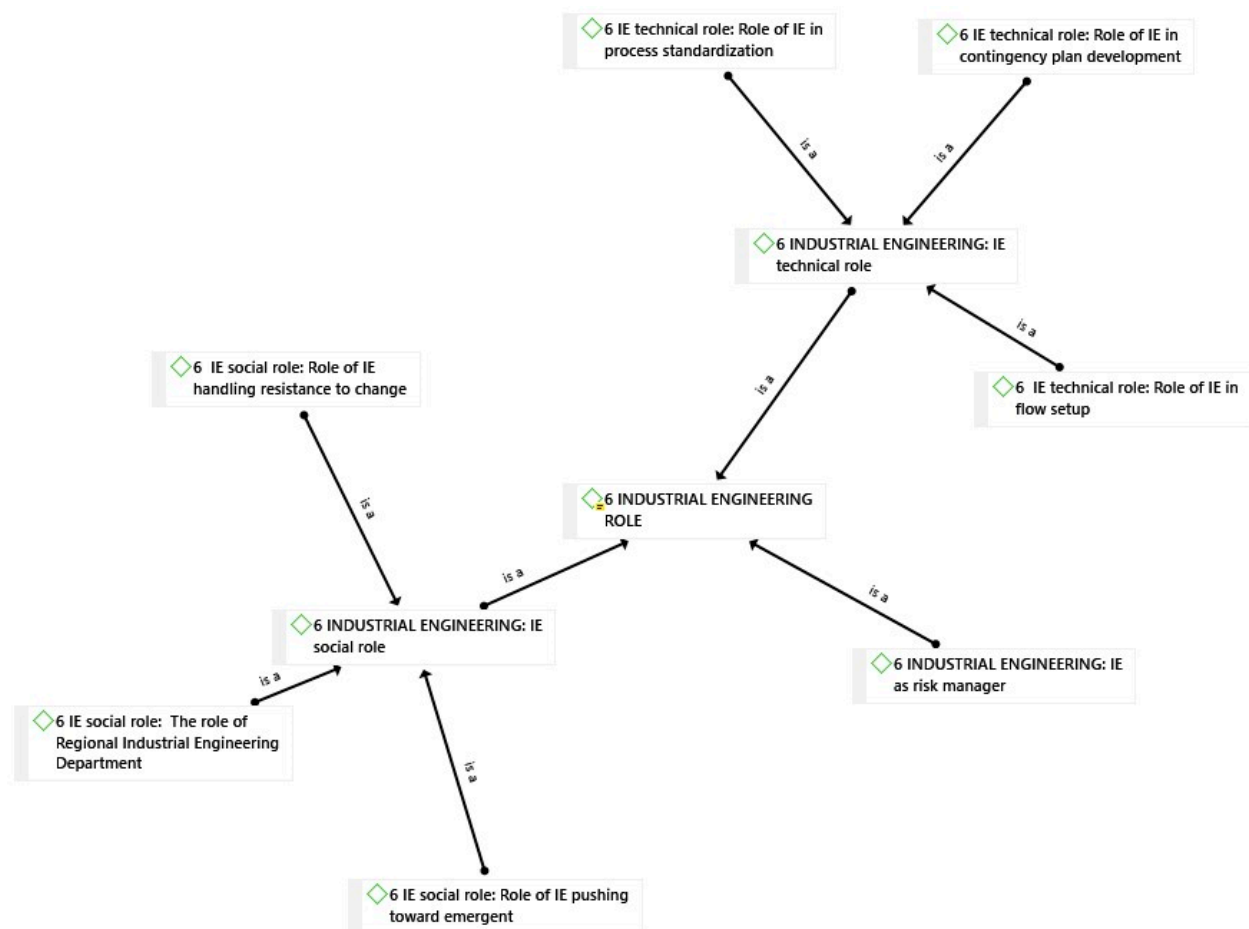 6 IE technical role: Role of IE in
process standardization
6 IE technical role: Role of IE in
contingency plan development
is a
is a
6 INDUSTRIAL ENGINEERING: IE
technical role
is a
6  IE technical role: Role of IE in
flow setup
is a
6  IE social role: Role of IE
handling resistance to change
is a
6 INDUSTRIAL ENGINEERING
ROLE
is a
is a
6 INDUSTRIAL ENGINEERING: IE
social role
6 INDUSTRIAL ENGINEERING: IE
as risk manager
is a
6 IE social role:  The role of
Regional Industrial Engineering
Department
is a
6 IE social role: Role of IE pushing
toward emergent